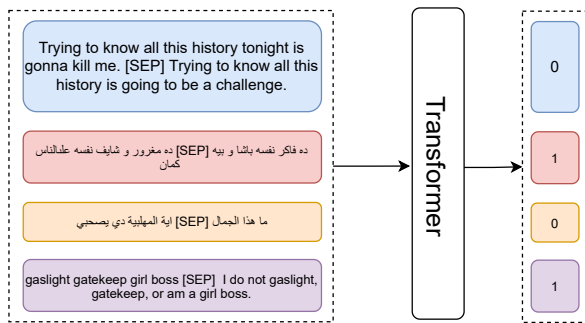 Trying to know all this history tonight is
gonna kill me. [SEP] Trying to know all this
history is going to be a challenge.
0
ده فاكر نفسه باشا و بيه [SEP] ده مغرور و شايف نفسه علىالناس
كمان
1
ما هذا الجمال [SEP] اية المهلبية دي يصحبي
0
gaslight gatekeep girl boss [SEP] I do not gaslight,
gatekeep, or am a girl boss.
1
Transformer